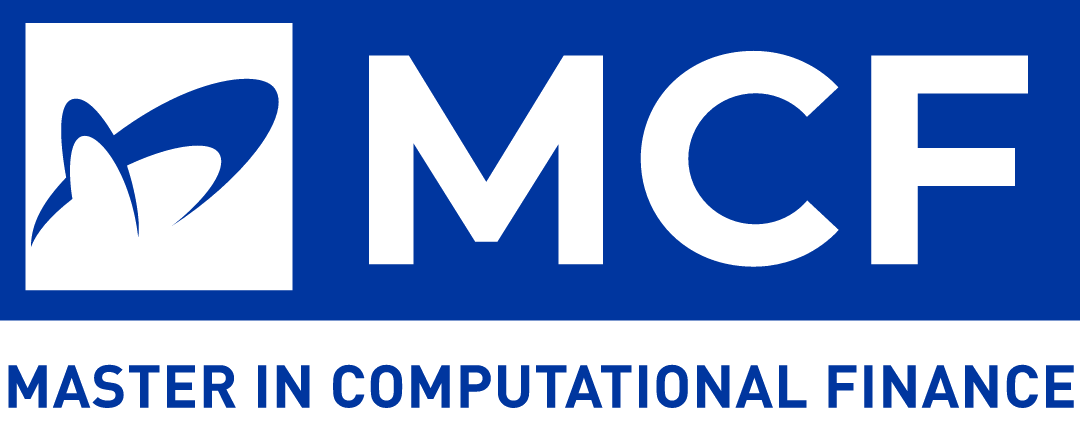 MCF
MASTER IN COMPUTATIONAL FINANCE